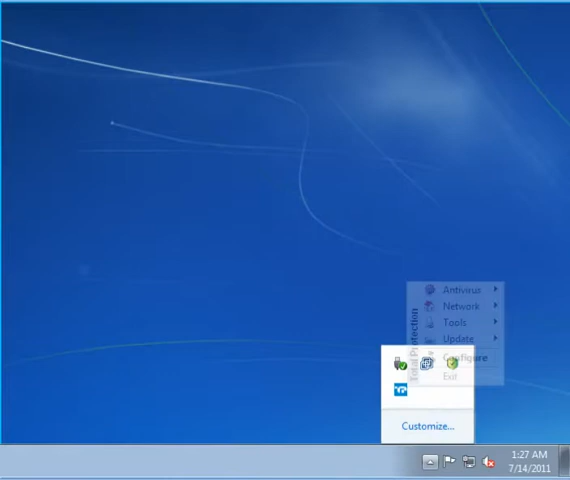 Antivirus
Network
Tools
Update
Configure
Exit
Total Protection
Customize...
1:27 AM
7/14/2011